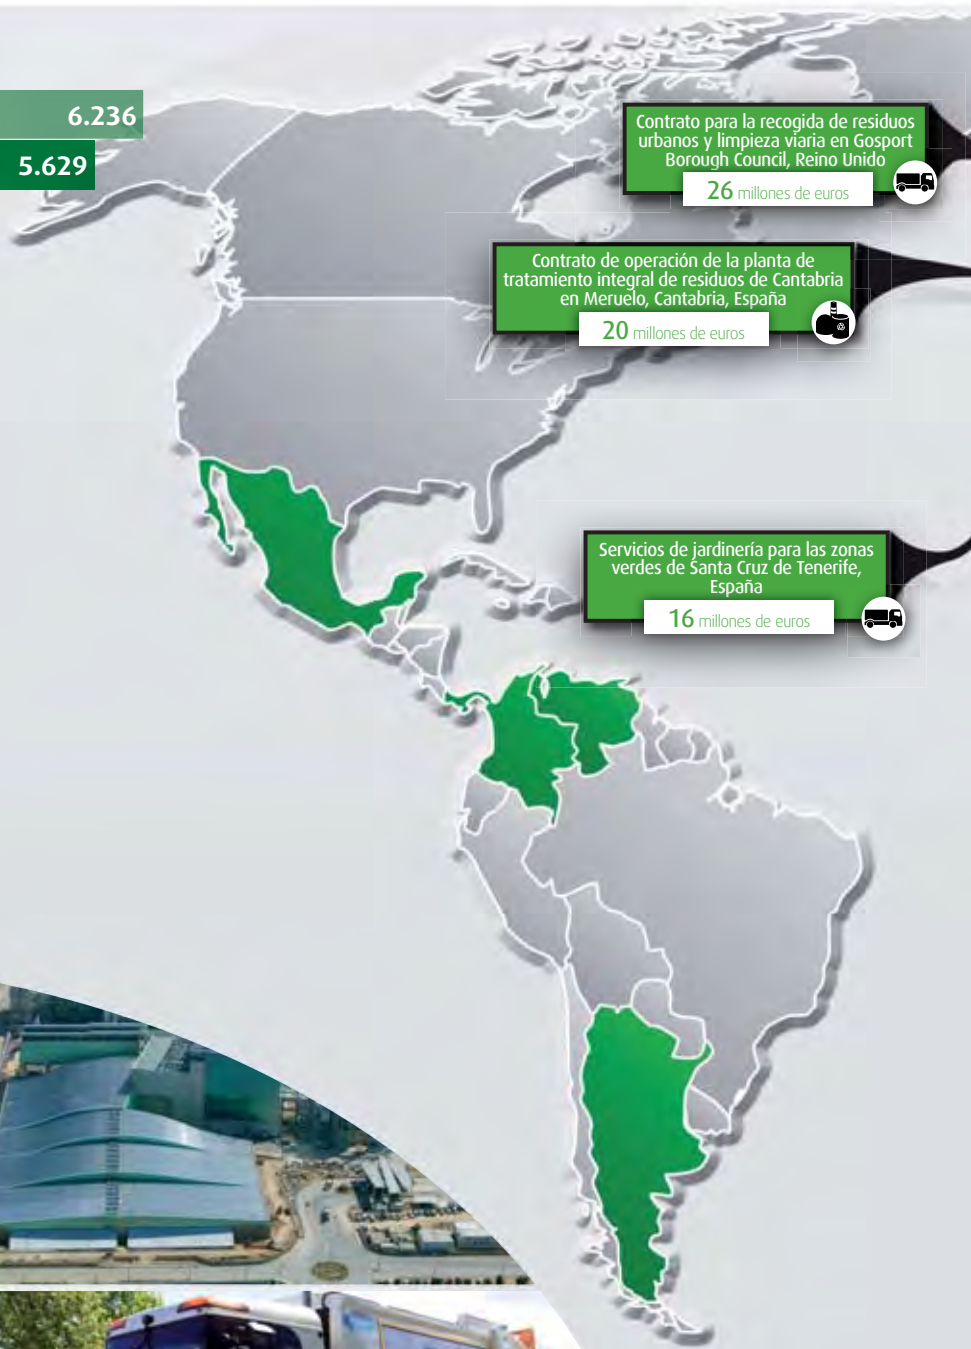 6.236
5.629
Contrato para la recogida de residuos
urbanos y limpieza viaria en Gosport
Borough Council, Reino Unido
26 millones de euros
Contrato de operación de la planta de
tratamiento integral de residuos de Cantabria
en Meruelo, Cantabria, España
20 millones de euros
Servicios de jardinería para las zonas
verdes de Santa Cruz de Tenerife,
España
16 millones de euros